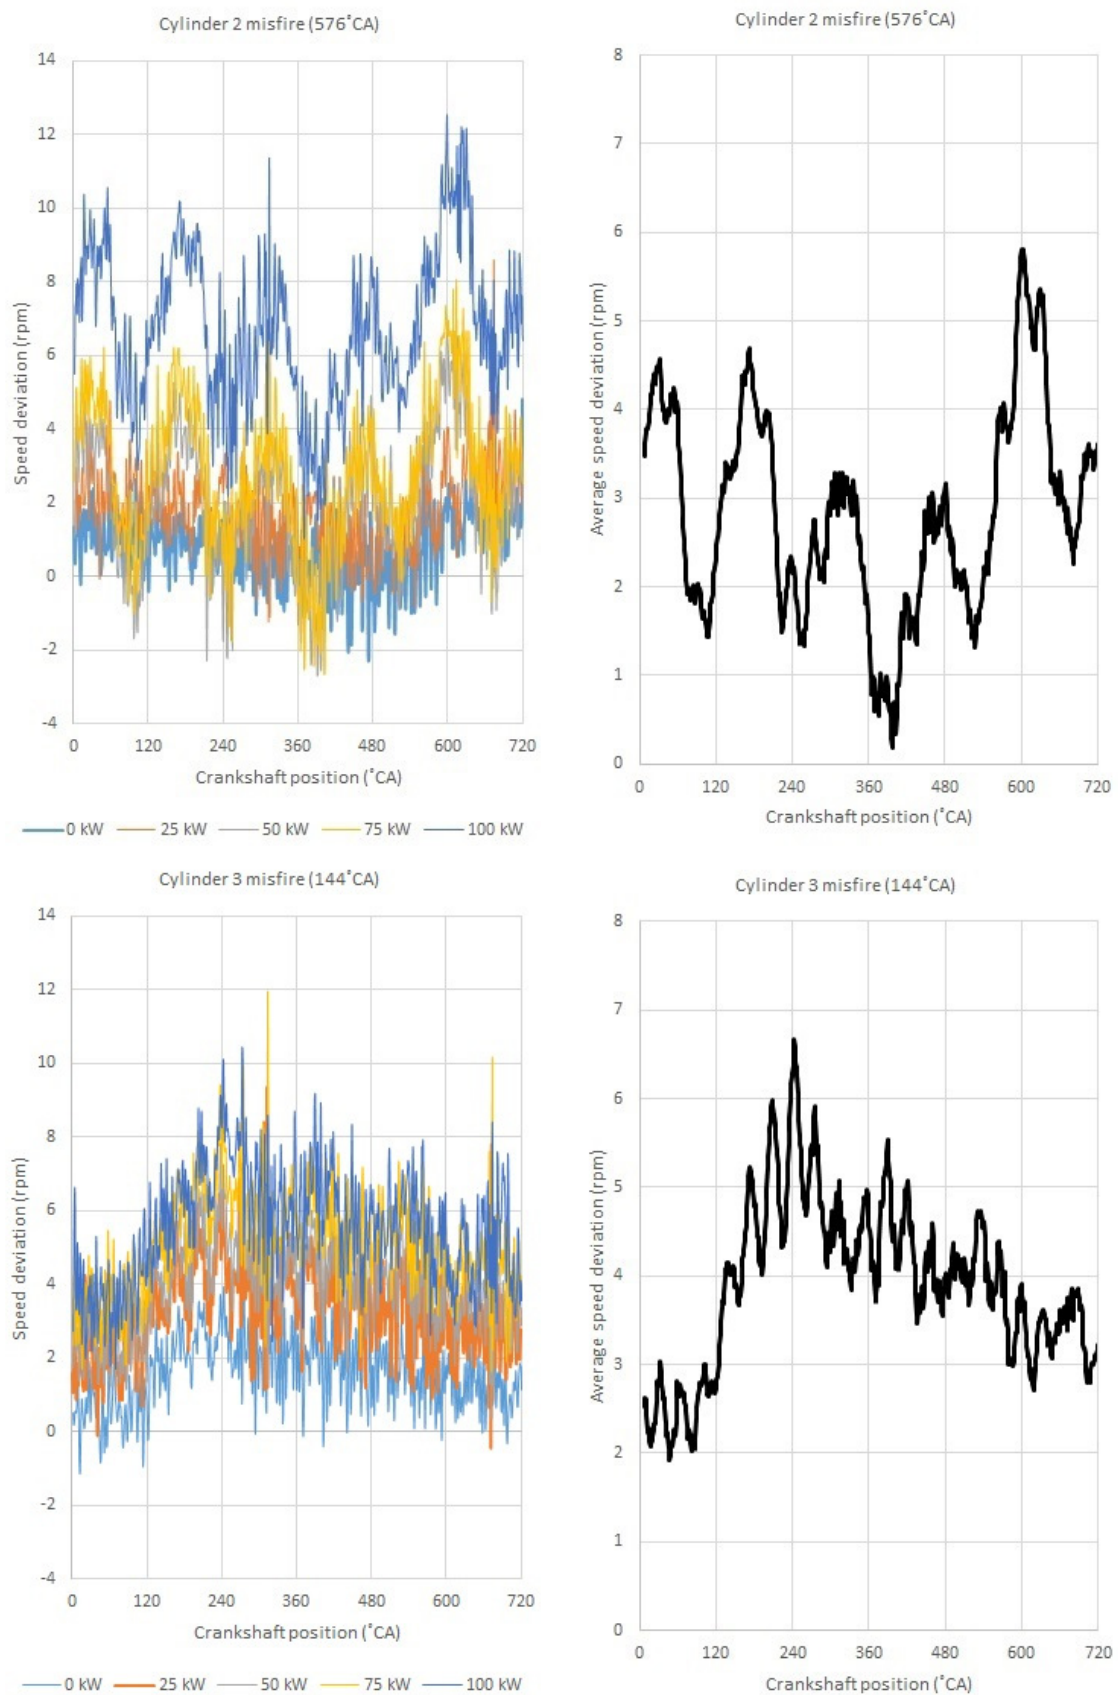 Cylinder 2 misfire (576˚CA)
Speed deviation (rpm)
14
12
10
8
6
4
2
0
-2
-4
0 120 240 360 480 600 720
Crankshaft position (˚CA)
0 kW 25 kW 50 kW 75 kW 100 kW
Cylinder 2 misfire (576˚CA)
Average speed deviation (rpm)
8
7
6
5
4
3
2
1
0
0 120 240 360 480 600 720
Crankshaft position (˚CA)
Cylinder 3 misfire (144˚CA)
Speed deviation (rpm)
14
12
10
8
6
4
2
0
-2
-4
0 120 240 360 480 600 720
Crankshaft position (˚CA)
0 kW 25 kW 50 kW 75 kW 100 kW
Cylinder 3 misfire (144˚CA)
Average speed deviation (rpm)
8
7
6
5
4
3
2
1
0
0 120 240 360 480 600 720
Crankshaft position (˚CA)